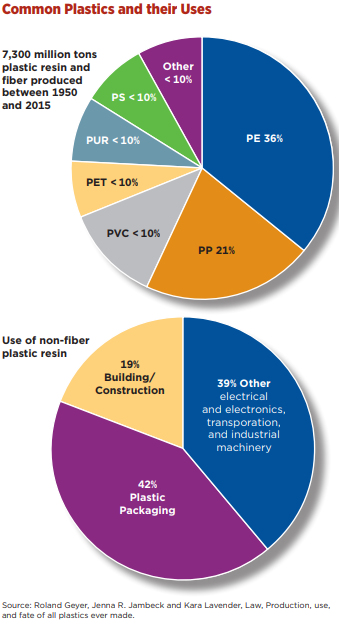 Common Plastics and their Uses
7,300 million tons
plastic resin and
fiber produced
between 1950
and 2015
Other
< 10%
PS < 10%
PUR < 10%
PET < 10%
PVC < 10%
PP 21%
PE 36%
Use of non-fiber
plastic resin
19%
Building/
Construction
39% Other
electrical
and electronics,
transporation,
and industrial
machinery
42%
Plastic
Packaging
Source: Roland Geyer, Jenna R. Jambeck and Kara Lavender, Law, Production, use,
and fate of all plastics ever made.